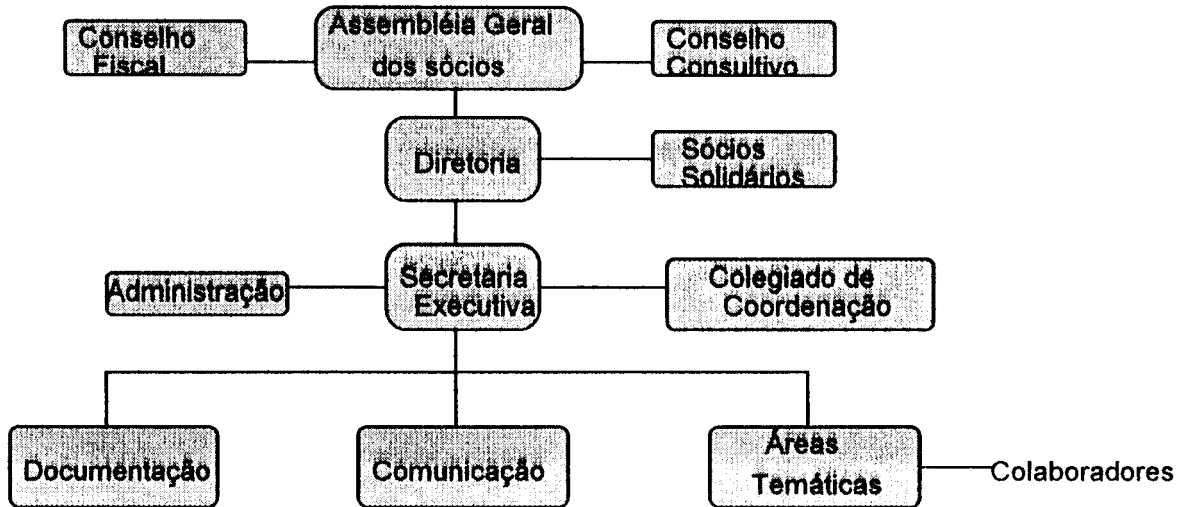 Conselho
Fiscal
Assembléia Geral
dos sócios
Conselho
Consultivo
Diretoria
Sócios
Solidários
Administração
Secretaria
Executiva
Colegiado de
Coordenação
Documentação
Comunicação
Áreas
Temáticas
Colaboradores